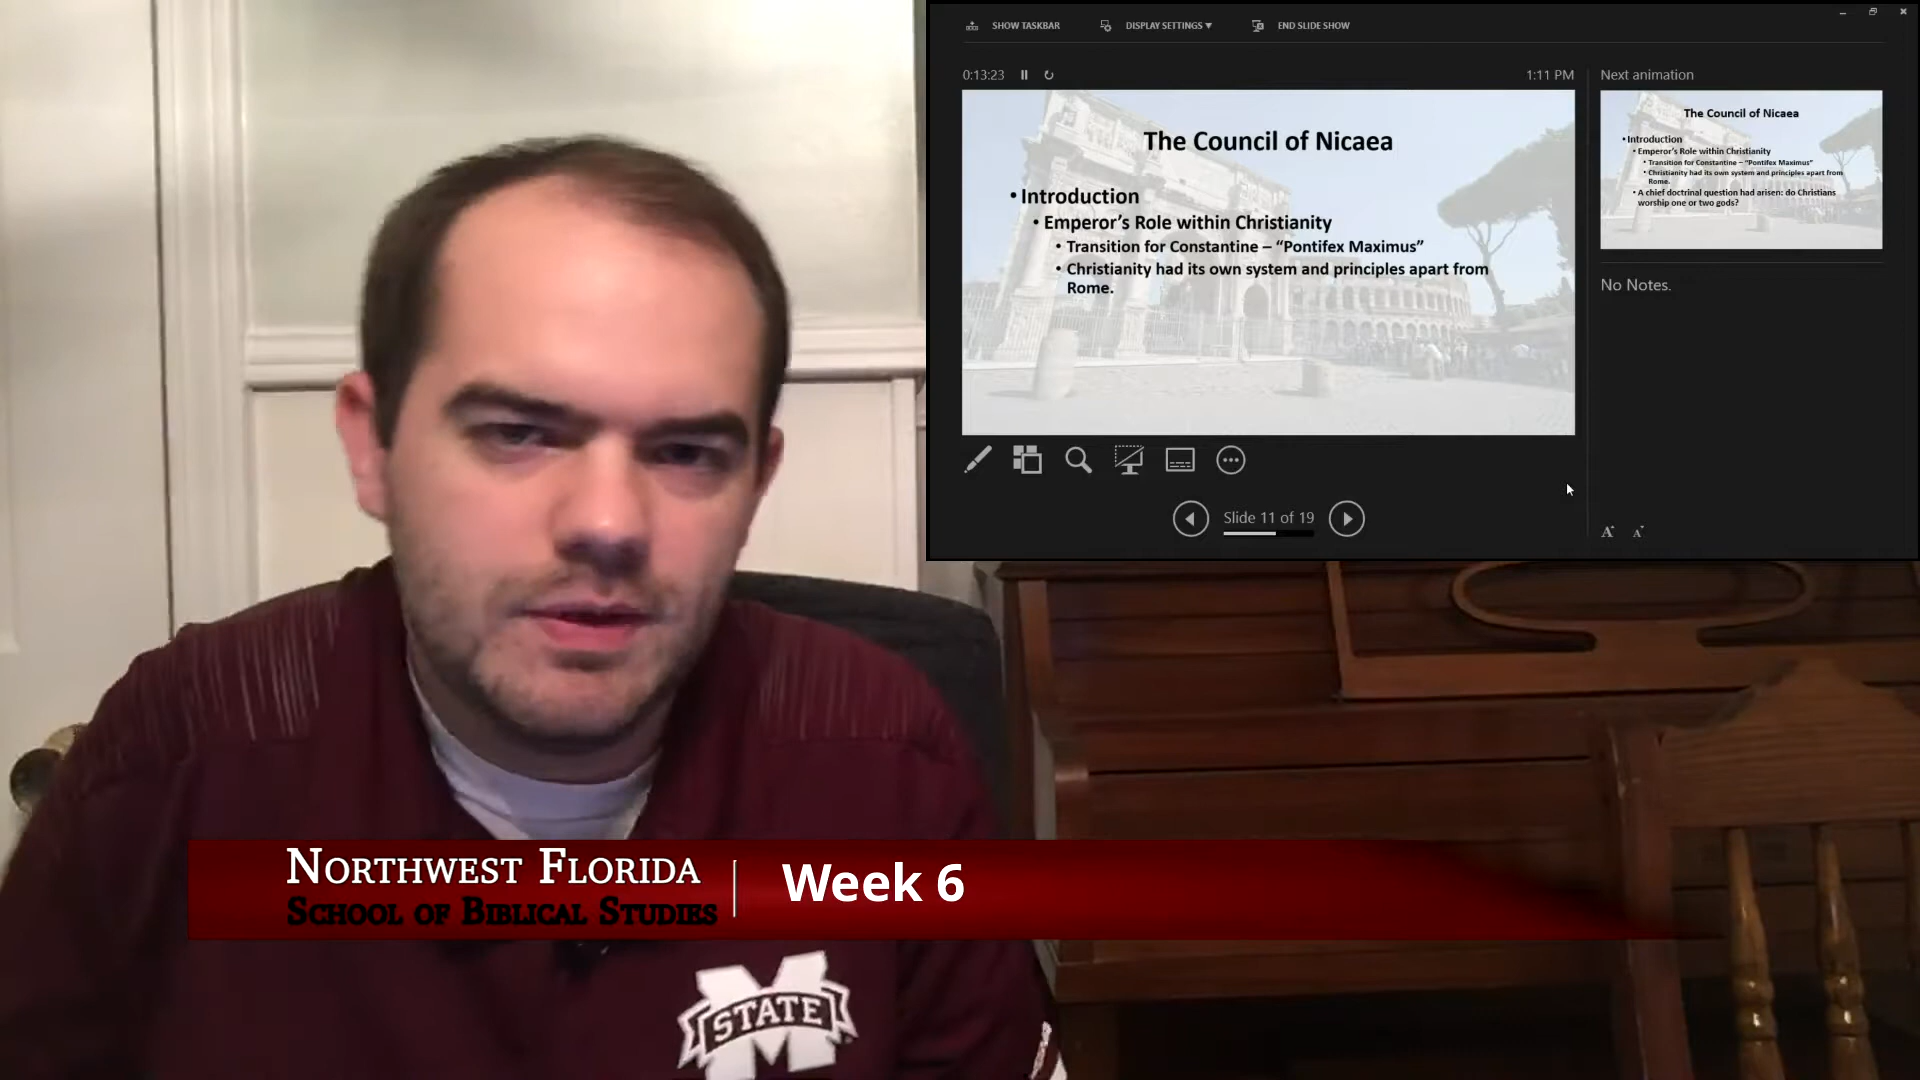 SHOW TASKBAR
DISPLAY SETTINGS ▾
END SLIDE SHOW
0:13:23
1:11 PM
Next animation
The Council of Nicaea
• Introduction
• Emperor's Role within Christianity
• Transition for Constantine – “Pontifex Maximus”
• Christianity had its own system and principles apart from
Rome.
The Council of Nicaea
• Introduction
• Emperor's Role within Christianity
• Transition for Constantine – “Pontifex Maximus”
• Christianity had its own system and principles apart from
Rome.
• A chief doctrinal question had arisen: do Christians
worship one or two gods?
No Notes.
Slide 11 of 19
A A
NORTHWEST FLORIDA
SCHOOL OF BIBLICAL STUDIES
Week 6
M
STATE